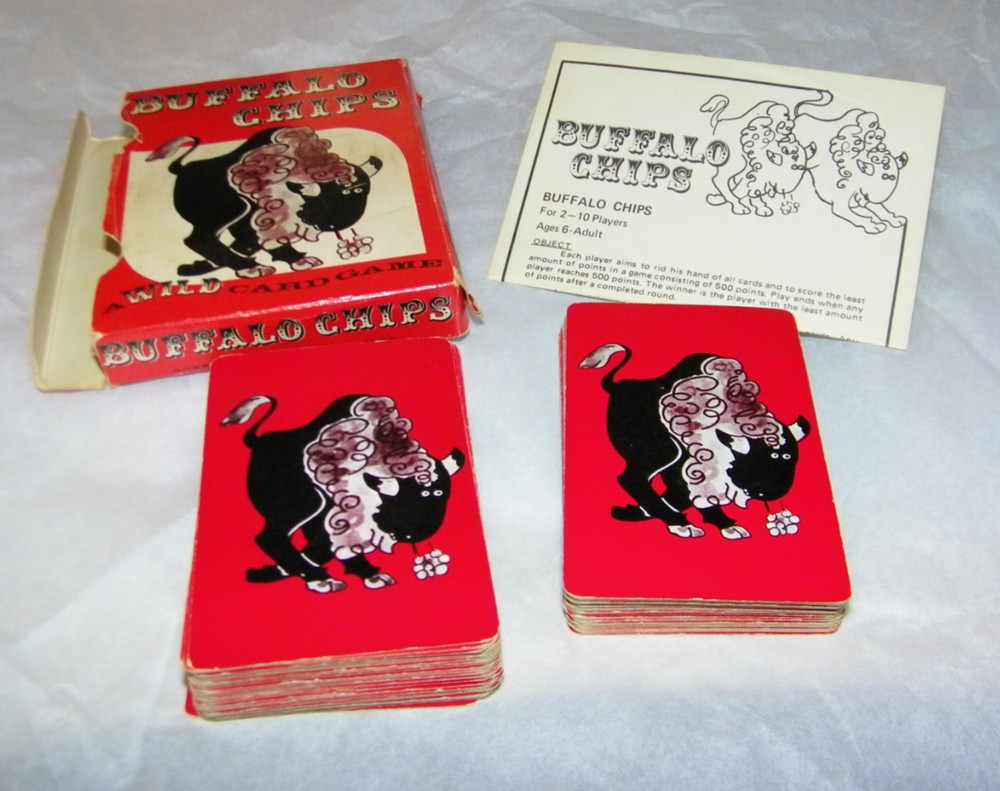 BUFFALO
CHIPS
A WILD CARD GAME
BUFFALO CHIPS
BUFFALO
CHIPS
BUFFALO CHIPS
For 2-10 Players
Ages 6-Adult
OBJECT
Each player aims to rid his hand of all cards and to score the least
amount of points in a game consisting of 500 points. Play ends when any
player reaches 500 points. The winner is the player with the least amount
of points after a completed round.